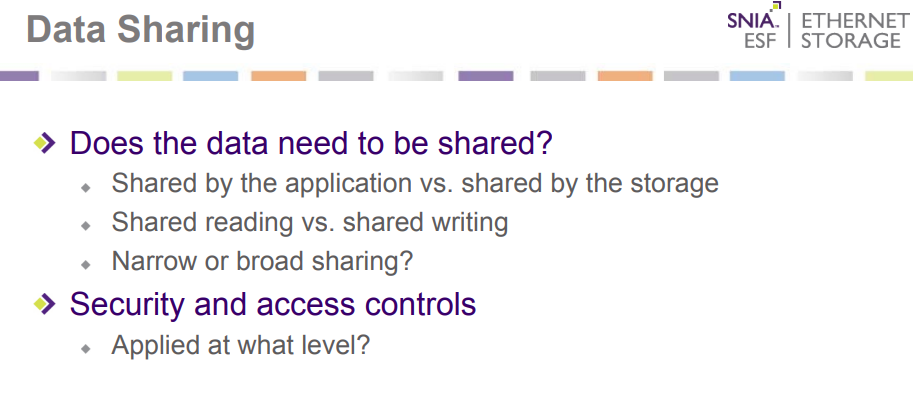 Data Sharing
SNIA™ | ETHERNET
ESF | STORAGE
Does the data need to be shared?
Shared by the application vs. shared by the storage
Shared reading vs. shared writing
Narrow or broad sharing?
Security and access controls
Applied at what level?